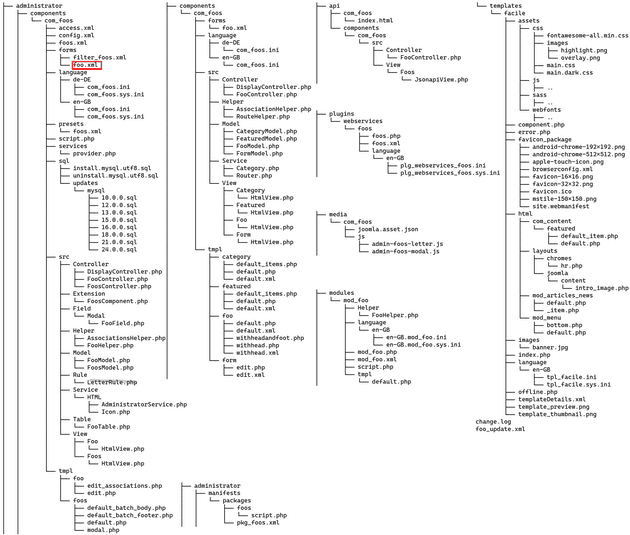 administrator
components
com_foos
access.xml
config.xml
foos.xml
forms
filter_foos.xml
foo.xml
language
de-DE
com_foos.ini
com_foos.sys.ini
en-GB
com_foos.ini
com_foos.sys.ini
presets
foos.xml
script.php
services
provider.php
sql
install.mysql.utf8.sql
uninstall.mysql.utf8.sql
updates
mysql
10.0.0.sql
12.0.0.sql
13.0.0.sql
15.0.0.sql
16.0.0.sql
18.0.0.sql
21.0.0.sql
24.0.0.sql
src
Controller
DisplayController.php
FooController.php
FoosController.php
Extension
FoosComponent.php
Field
Modal
FooField.php
Helper
AssociationsHelper.php
FooHelper.php
Model
FooModel.php
FoosModel.php
Rule
LetterRule.php
Service
HTML
AdministratorService.php
Icon.php
Table
FooTable.php
View
Foo
HtmlView.php
Foos
HtmlView.php
tmpl
foo
edit_associations.php
edit.php
foos
default_batch_body.php
default_batch_footer.php
default.php
modal.php
components
com_foos
forms
foo.xml
language
de-DE
com_foos.ini
en-GB
com_foos.ini
src
Controller
DisplayController.php
FooController.php
Helper
AssociationHelper.php
RouteHelper.php
Model
CategoryModel.php
FeaturedModel.php
FooModel.php
FormModel.php
Service
Category.php
Router.php
View
Category
HtmlView.php
Featured
HtmlView.php
Foo
HtmlView.php
Form
HtmlView.php
tmpl
category
default_items.php
default.php
default.xml
featured
default_items.php
default.php
default.xml
foo
default.php
default.xml
withheadandfoot.php
withhead.php
withhead.xml
form
edit.php
edit.xml
administrator
manifests
packages
foos
script.php
pkg_foos.xml
api
com_foos
index.html
components
com_foos
src
Controller
FooController.php
View
Foos
JsonapiView.php
plugins
webservices
foos
foos.php
foos.xml
language
en-GB
plg_webservices_foos.ini
plg_webservices_foos.sys.ini
media
com_foos
joomla.asset.json
js
admin-foos-letter.js
admin-foos-modal.js
modules
mod_foo
Helper
FooHelper.php
language
en-GB
en-GB.mod_foo.ini
en-GB.mod_foo.sys.ini
mod_foo.php
mod_foo.xml
script.php
tmpl
default.php
templates
facile
assets
css
fontawesome-all.min.css
images
highlight.png
overlay.png
main.css
main.dark.css
js
..
sass
..
webfonts
..
component.php
error.php
favicon_package
android-chrome-192×192.png
android-chrome-512×512.png
apple-touch-icon.png
browserconfig.xml
favicon-16×16.png
favicon-32×32.png
favicon.ico
mstile-150×150.png
site.webmanifest
html
com_content
featured
default_item.php
default.php
layouts
chromes
hr.php
joomla
content
intro_image.php
mod_articles_news
default.php
_item.php
mod_menu
bottom.php
default.php
images
banner.jpg
index.php
language
en-GB
tpl_facile.ini
tpl_facile.sys.ini
offline.php
templateDetails.xml
template_preview.png
template_thumbnail.png
change.log
foo_update.xml